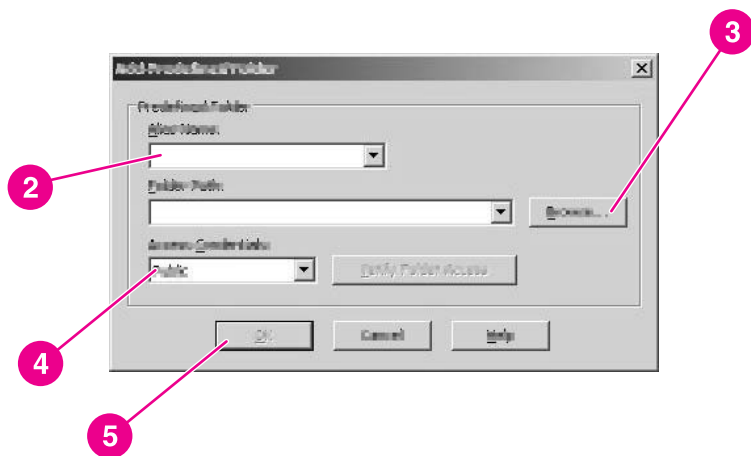 3
Add Predefined Folder
Predefined Folder
Alias Name:
2
Folder Path:
Browse...
Access Credentials:
Public
Verify Folder Access
OK
Cancel
Help
4
5